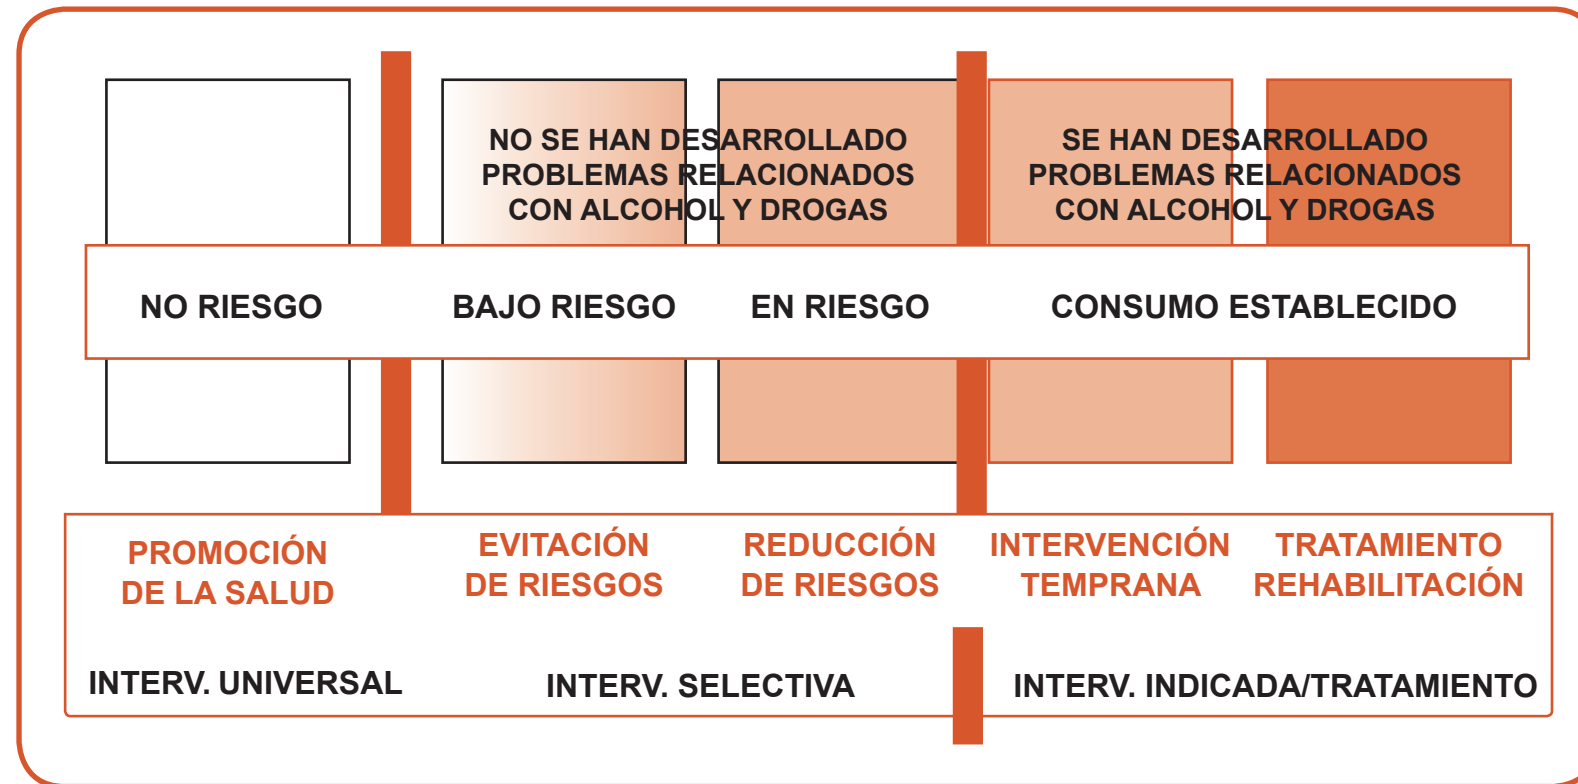 NO SE HAN DESARROLLADO
PROBLEMAS RELACIONADOS
CON ALCOHOL Y DROGAS
SE HAN DESARROLLADO
PROBLEMAS RELACIONADOS
CON ALCOHOL Y DROGAS
NO RIESGO
BAJO RIESGO
EN RIESGO
CONSUMO ESTABLECIDO
PROMOCIÓN
DE LA SALUD
EVITACIÓN
DE RIESGOS
REDUCCIÓN
DE RIESGOS
INTERVENCIÓN
TEMPRANA
TRATAMIENTO
REHABILITACIÓN
INTERV. UNIVERSAL
INTERV. SELECTIVA
INTERV. INDICADA/TRATAMIENTO